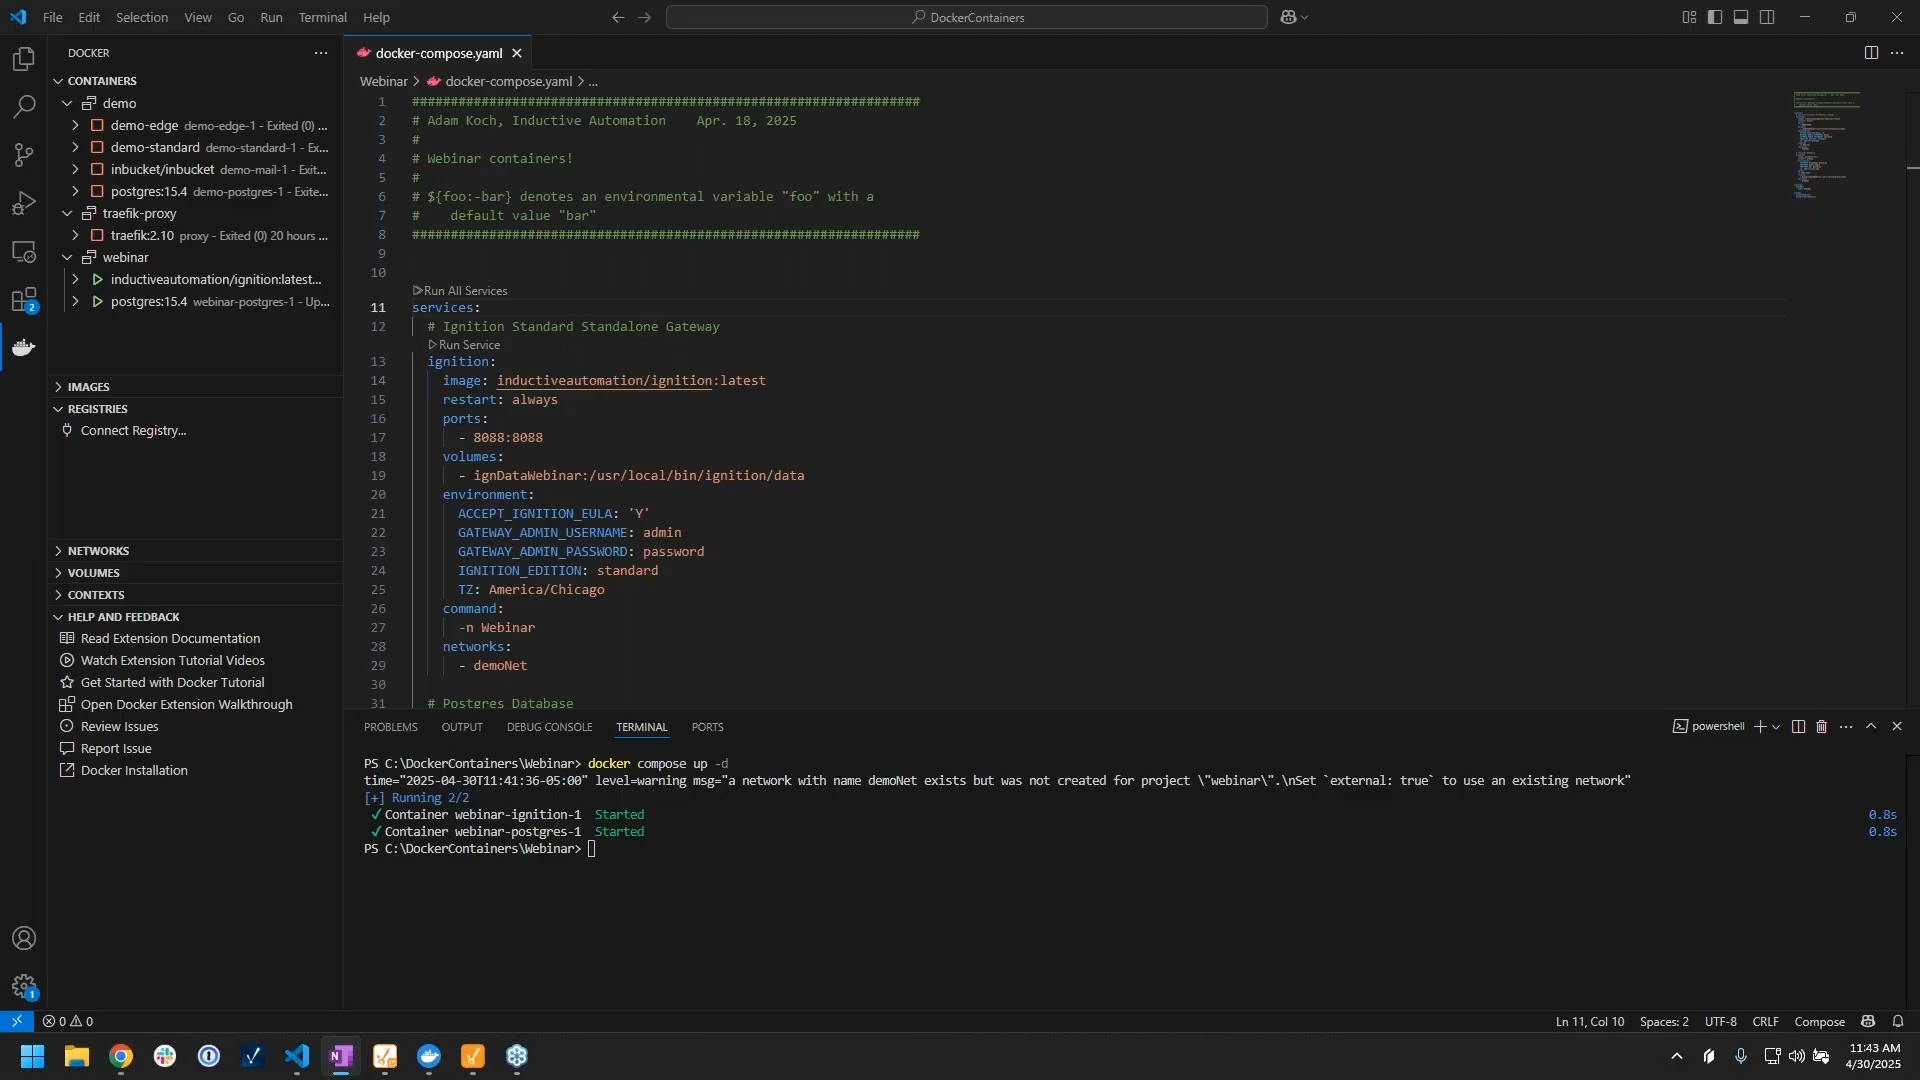 File Edit Selection View Go Run Terminal Help
DockerContainers
DOCKER
CONTAINERS
demo
demo-edge demo-edge-1 - Exited (0) ...
demo-standard demo-standard-1 - Ex...
inbucket/inbucket demo-mail-1 - Exit...
postgres:15.4 demo-postgres-1 - Exite...
traefik-proxy
traefik:2.10 proxy - Exited (0) 20 hours ...
webinar
inductiveautomation/ignition:latest...
postgres:15.4 webinar-postgres-1 - Up...
IMAGES
REGISTRIES
Connect Registry...
NETWORKS
VOLUMES
CONTEXTS
HELP AND FEEDBACK
Read Extension Documentation
Watch Extension Tutorial Videos
Get Started with Docker Tutorial
Open Docker Extension Walkthrough
Review Issues
Report Issue
Docker Installation
2
1
docker-compose.yaml
Webinar > docker-compose.yaml > ...
1 ##################################################################
2 # Adam Koch, Inductive Automation    Apr. 18, 2025
3 #
4 # Webinar containers!
5 #
6 # ${foo:-bar} denotes an environmental variable "foo" with a
7 #    default value "bar"
8 ##################################################################
9
10
Run All Services
11 services:
12   # Ignition Standard Standalone Gateway
Run Service
13   ignition:
14     image: inductiveautomation/ignition:latest
15     restart: always
16     ports:
17       - 8088:8088
18     volumes:
19       - ignDataWebinar:/usr/local/bin/ignition/data
20     environment:
21       ACCEPT_IGNITION_EULA: 'Y'
22       GATEWAY_ADMIN_USERNAME: admin
23       GATEWAY_ADMIN_PASSWORD: password
24       IGNITION_EDITION: standard
25       TZ: America/Chicago
26     command:
27       -n Webinar
28     networks:
29       - demoNet
30
31   # Postgres Database
PROBLEMS OUTPUT DEBUG CONSOLE TERMINAL PORTS
powershell
PS C:\DockerContainers\Webinar> docker compose up -d
time="2025-04-30T11:41:36-05:00" level=warning msg="a network with name demoNet exists but was not created for project \"webinar\".\nSet `external: true` to use an existing network"
[+] Running 2/2
✓Container webinar-ignition-1 Started 0.8s
✓Container webinar-postgres-1 Started 0.8s
PS C:\DockerContainers\Webinar>
0 0
Ln 11, Col 10 Spaces: 2 UTF-8 CRLF Compose
11:43 AM
4/30/2025